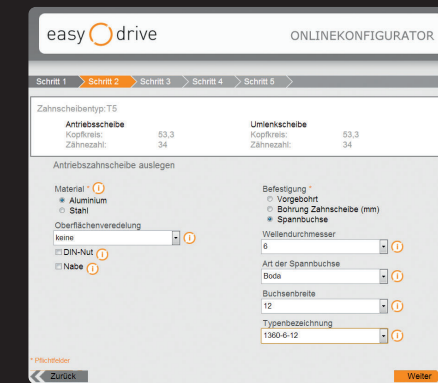 easy drive
ONLINEKONFIGURATOR
Schritt 1 Schritt 2 Schritt 3 Schritt 4 Schritt 5
Zahnscheibentyp: T5
Antriebsscheibe
Kopfkreis: 53,3
Zähnezahl: 34
Umlenkscheibe
Kopfkreis: 53,3
Zähnezahl: 34
Antriebszahnscheibe auslegen
Material * i
Aluminium
Stahl
Oberflächenveredelung
keine i
DIN-Nut i
Nabe i
Befestigung *
Vorgebohrt
Bohrung Zahnscheibe (mm)
Spannbuchse
Wellendurchmesser
6 i
Art der Spannbuchse
Boda i
Buchsenbreite
12 i
Typenbezeichnung
1360-6-12 i
* Pflichtfelder
Zurück
Weiter